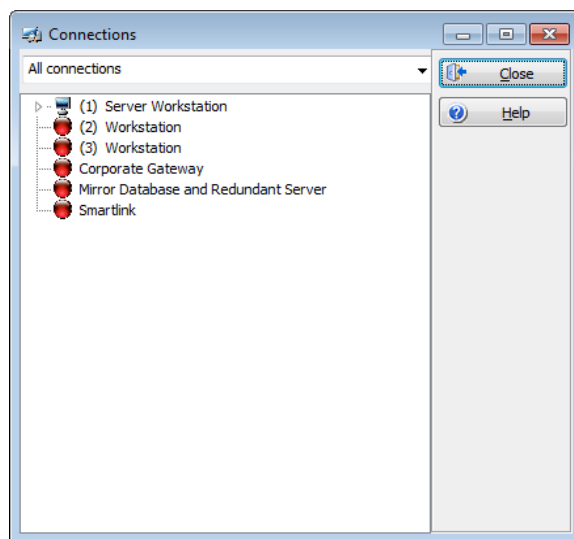 Connections
All connections
Close
Help
(1) Server Workstation
(2) Workstation
(3) Workstation
Corporate Gateway
Mirror Database and Redundant Server
Smartlink